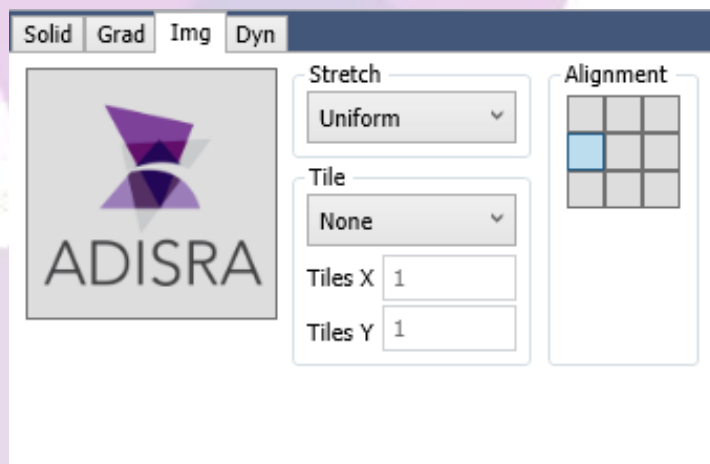 Solid Grad Img Dyn
ADISRA
Stretch
Uniform
Tile
None
Tiles X 1
Tiles Y 1
Alignment